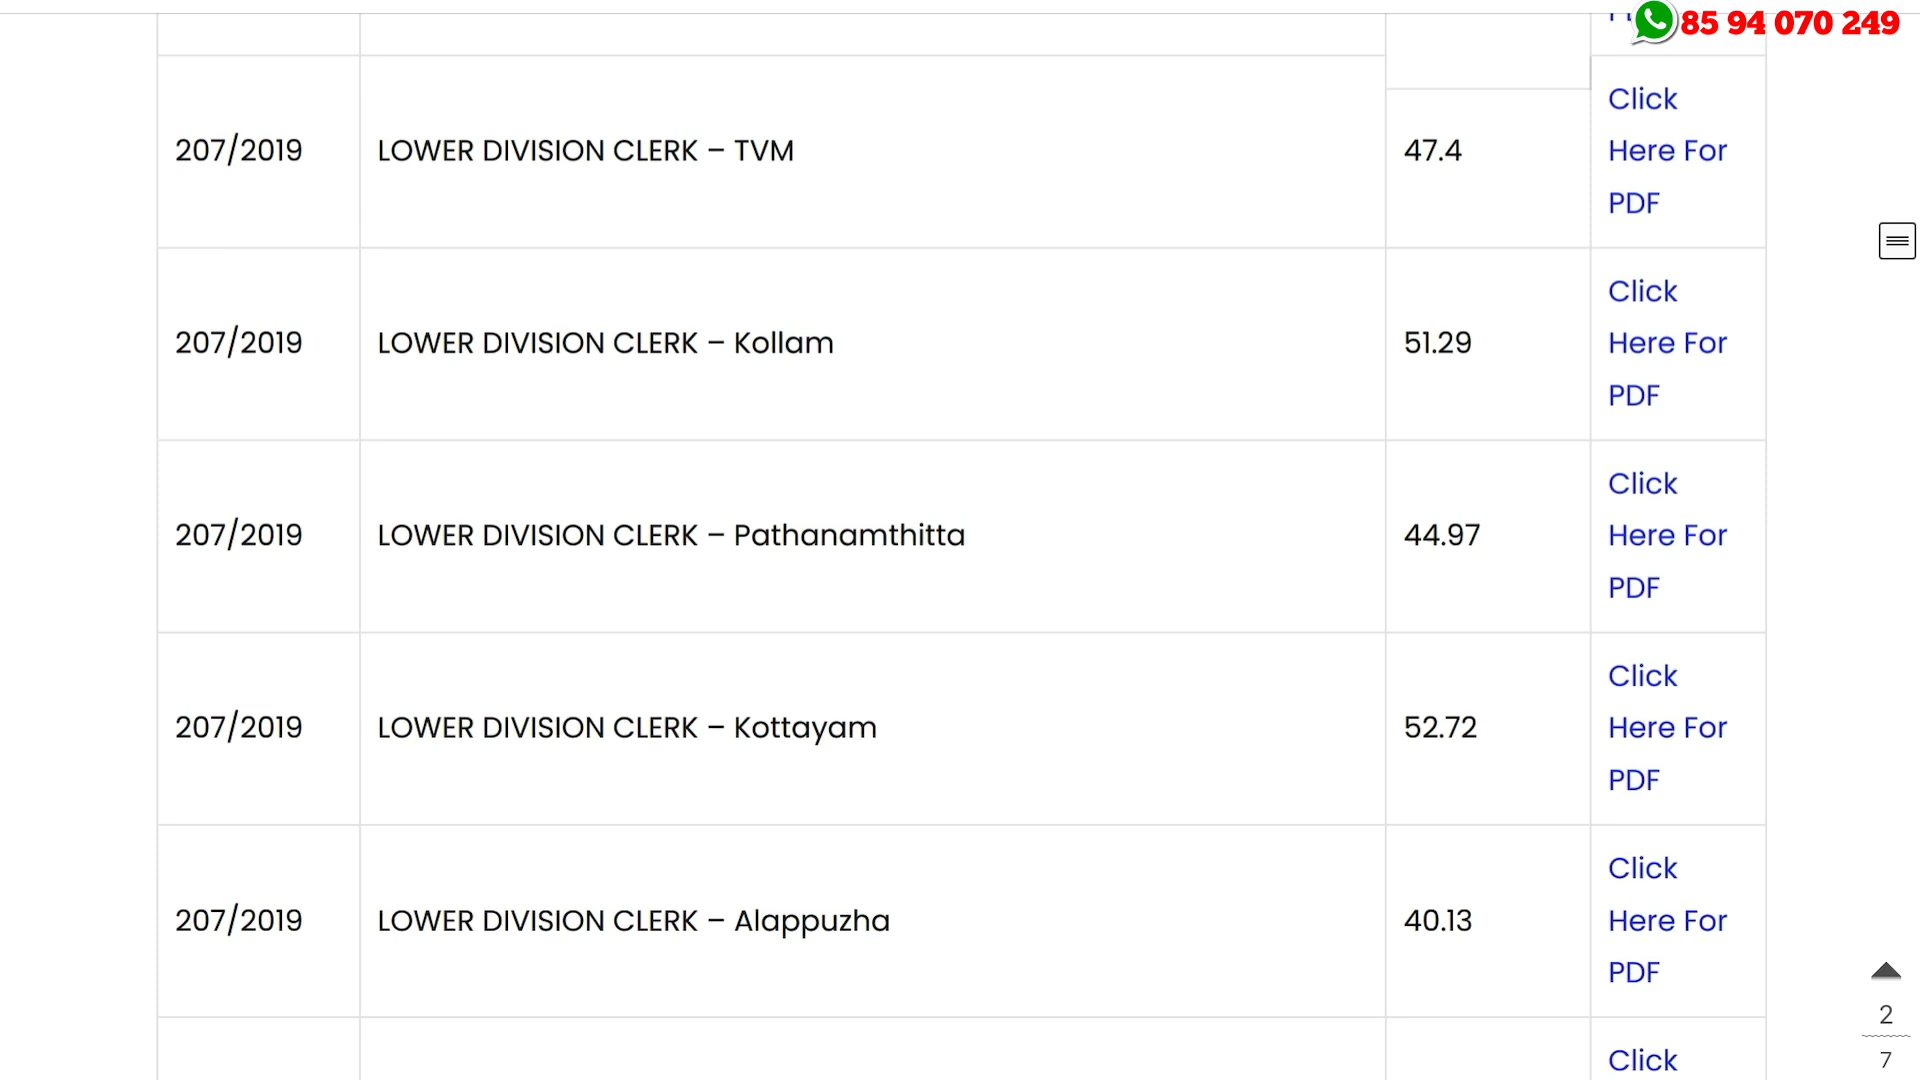 85 94 070 249
Click
207/2019 LOWER DIVISION CLERK – TVM 47.4 Here For
PDF
Click
207/2019 LOWER DIVISION CLERK – Kollam 51.29 Here For
PDF
Click
207/2019 LOWER DIVISION CLERK – Pathanamthitta 44.97 Here For
PDF
Click
207/2019 LOWER DIVISION CLERK – Kottayam 52.72 Here For
PDF
Click
207/2019 LOWER DIVISION CLERK – Alappuzha 40.13 Here For
PDF
2
Click
7